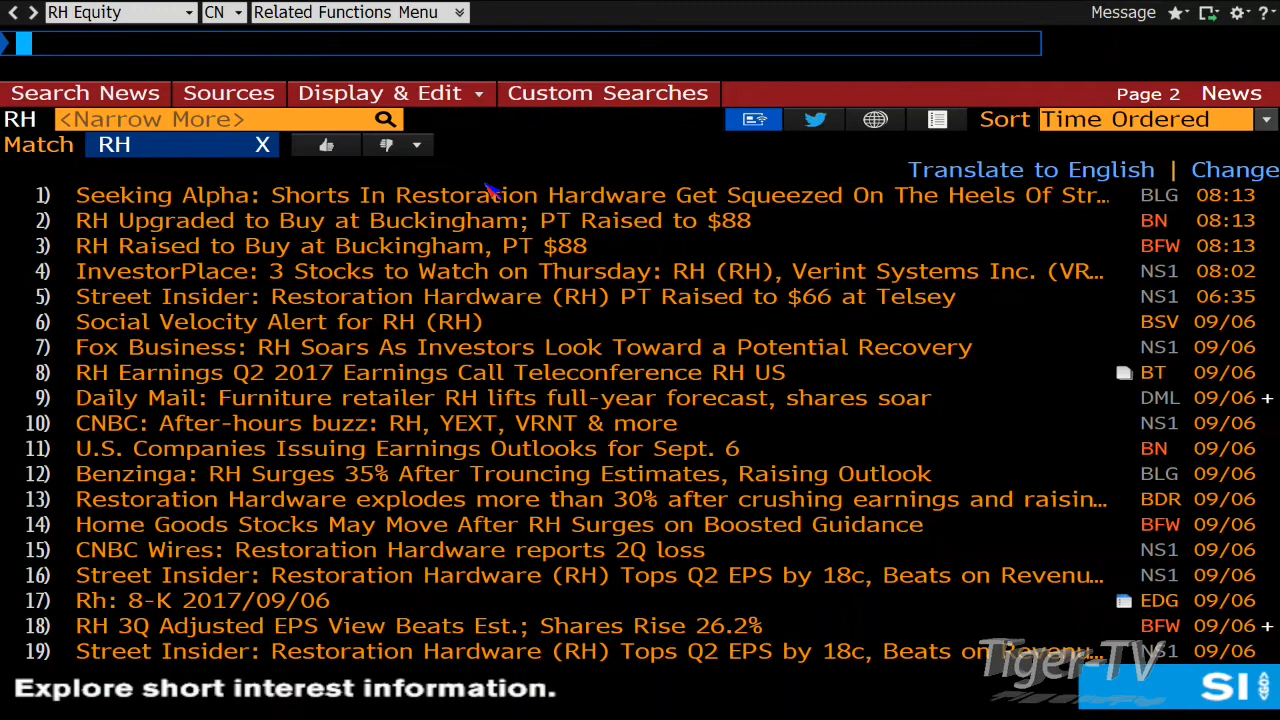 RH Equity CN Related Functions Menu Message ?
Search News Sources Display & Edit Custom Searches Page 2 News
RH <Narrow More> Sort Time Ordered
Match RH X
Translate to English | Change
1) Seeking Alpha: Shorts In Restoration Hardware Get Squeezed On The Heels Of Str... BLG 08:13
2) RH Upgraded to Buy at Buckingham; PT Raised to $88 BN 08:13
3) RH Raised to Buy at Buckingham, PT $88 BFW 08:13
4) InvestorPlace: 3 Stocks to Watch on Thursday: RH (RH), Verint Systems Inc. (VR... NS1 08:02
5) Street Insider: Restoration Hardware (RH) PT Raised to $66 at Telsey NS1 06:35
6) Social Velocity Alert for RH (RH) BSV 09/06
7) Fox Business: RH Soars As Investors Look Toward a Potential Recovery NS1 09/06
8) RH Earnings Q2 2017 Earnings Call Teleconference RH US BT 09/06
9) Daily Mail: Furniture retailer RH lifts full-year forecast, shares soar DML 09/06 +
10) CNBC: After-hours buzz: RH, YEXT, VRNT & more NS1 09/06
11) U.S. Companies Issuing Earnings Outlooks for Sept. 6 BN 09/06
12) Benzinga: RH Surges 35% After Trouncing Estimates, Raising Outlook BLG 09/06
13) Restoration Hardware explodes more than 30% after crushing earnings and raisin... BDR 09/06
14) Home Goods Stocks May Move After RH Surges on Boosted Guidance BFW 09/06
15) CNBC Wires: Restoration Hardware reports 2Q loss NS1 09/06
16) Street Insider: Restoration Hardware (RH) Tops Q2 EPS by 18c, Beats on Revenu... NS1 09/06
17) Rh: 8-K 2017/09/06 EDG 09/06
18) RH 3Q Adjusted EPS View Beats Est.; Shares Rise 26.2% BFW 09/06 +
19) Street Insider: Restoration Hardware (RH) Tops Q2 EPS by 18c, Beats on Revenu... NS1 09/06
Tiger-TV
Explore short interest information. SI